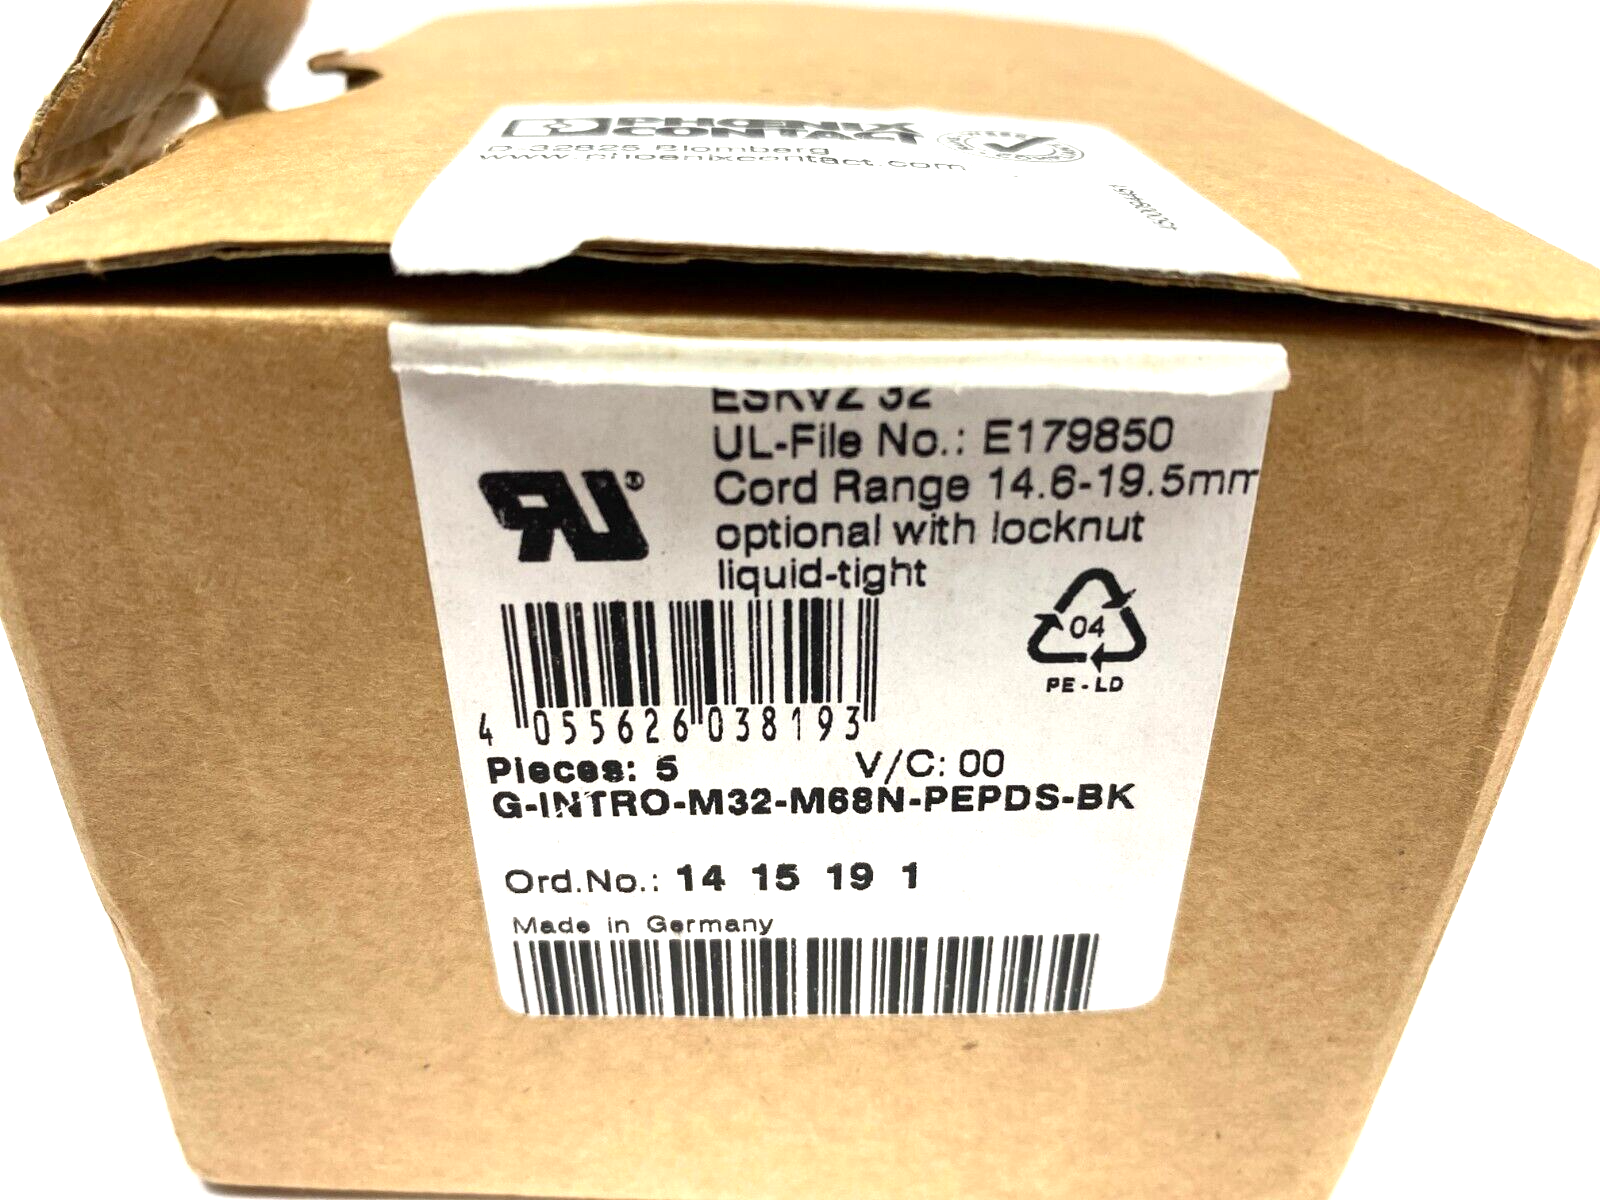 PHOENIX
CONTACT
D-32825 Blomberg
www.phoenixcontact.com
ESKVZ 32
UL-File No.: E179850
Cord Range 14.6-19.5mm
optional with locknut
liquid-tight
®
04
PE-LD
4 055626 038193
Pieces: 5 V/C: 00
G-INTRO-M32-M68N-PEPDS-BK
Ord.No.: 14 15 19 1
Made in Germany